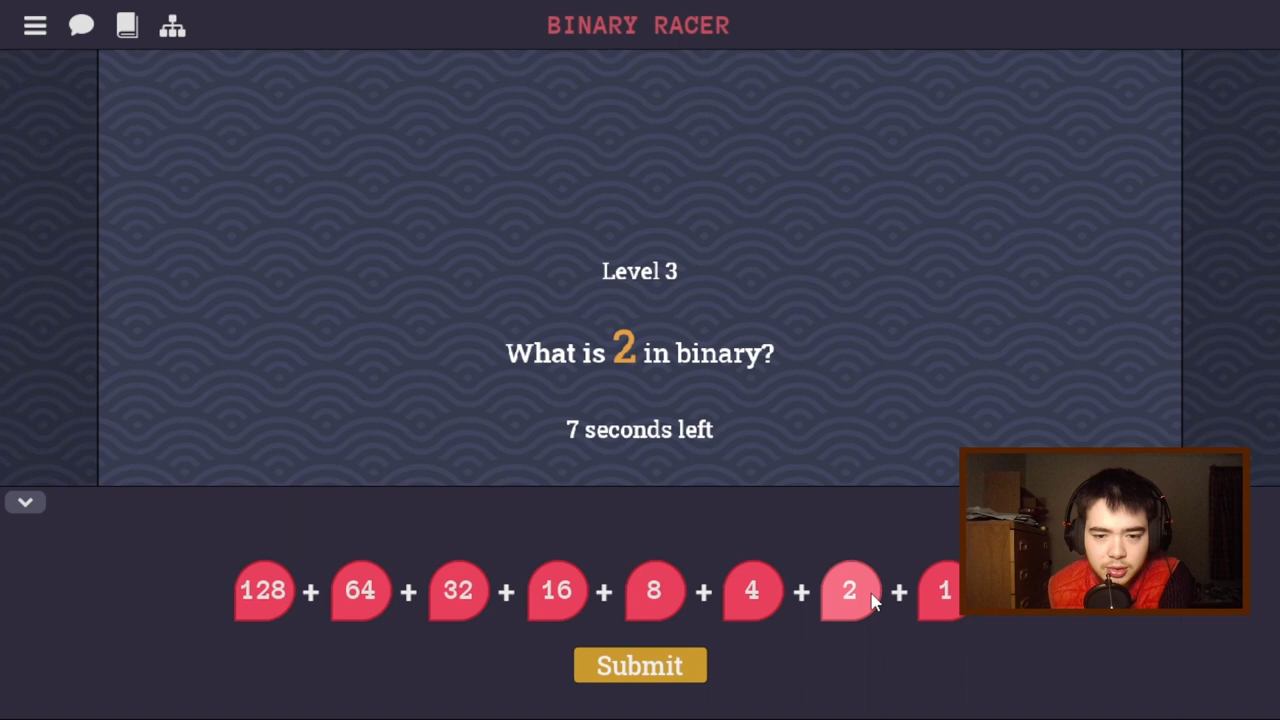 BINARY RACER
Level 3
What is 2 in binary?
7 seconds left
128 + 64 + 32 + 16 + 8 + 4 + 2 + 1
Submit